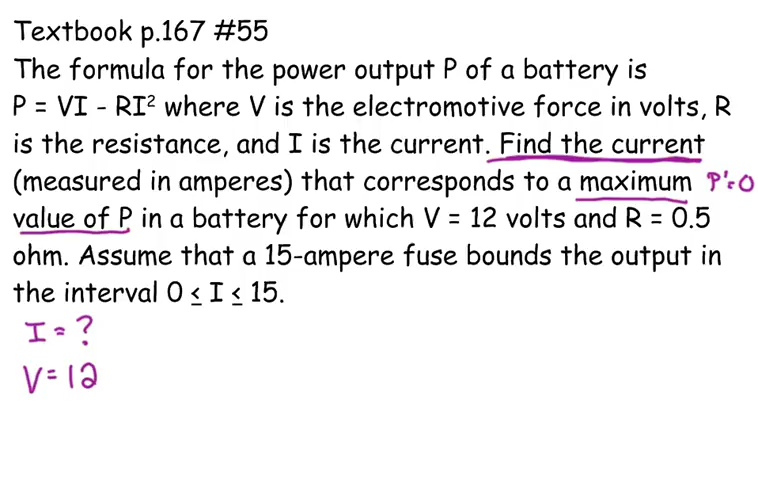 Textbook p.167 #55
The formula for the power output P of a battery is
P = VI - RI² where V is the electromotive force in volts, R
is the resistance, and I is the current. Find the current
(measured in amperes) that corresponds to a maximum P'=0
value of P in a battery for which V = 12 volts and R = 0.5
ohm. Assume that a 15-ampere fuse bounds the output in
the interval 0 ≤ I ≤ 15.
I = ?
V = 12